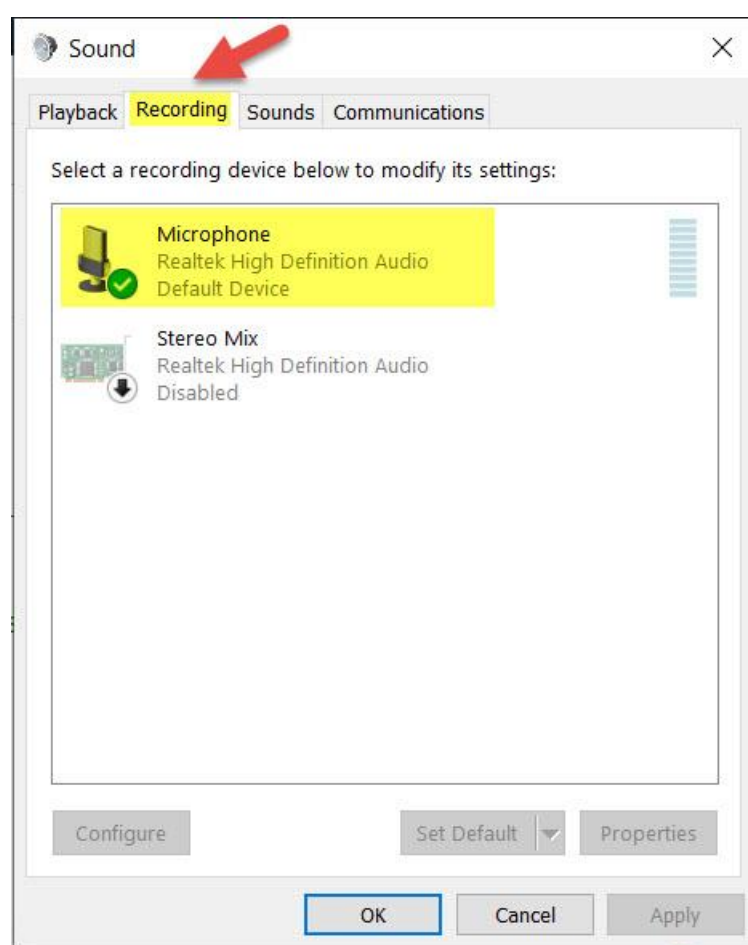 Sound
Playback Recording Sounds Communications
Select a recording device below to modify its settings:
Microphone
Realtek High Definition Audio
Default Device
Stereo Mix
Realtek High Definition Audio
Disabled
Configure Set Default Properties
OK Cancel Apply